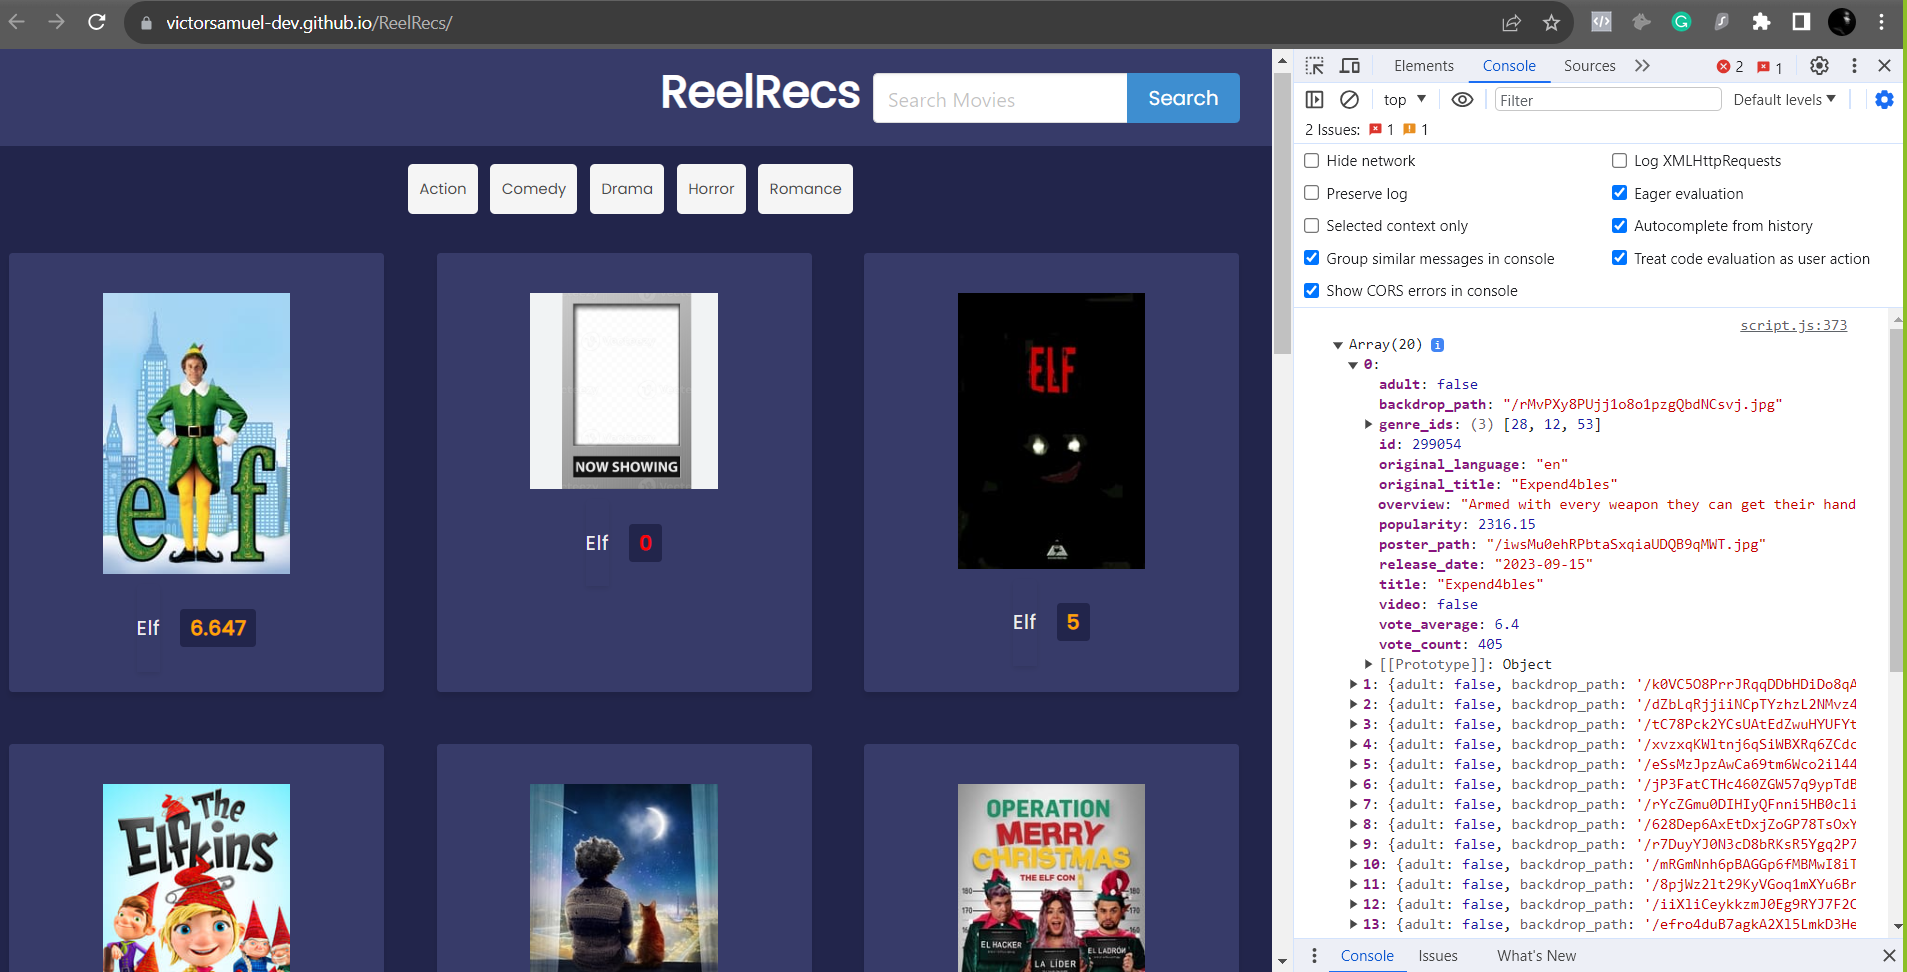 victorsamuel-dev.github.io/ReelRecs/
ReelRecs
Search Movies
Search
Action
Comedy
Drama
Horror
Romance
elf
Elf
6.647
NOW SHOWING
Elf
0
ELF
Elf
5
The
Elfkins
OPERATION
MERRY
CHRISTMAS
THE ELF CON
180
180
170
170
160
160
EL HACKER
LA LÍDER
EL LADRÓN
Elements
Console
Sources
2
1
top
Filter
Default levels
2 Issues:
1
1
Hide network
Log XMLHttpRequests
Preserve log
Eager evaluation
Selected context only
Autocomplete from history
Group similar messages in console
Treat code evaluation as user action
Show CORS errors in console
script.js:373
Array(20)
0:
adult: false
backdrop_path: "/rMvPXy8PUjj1o8o1pzgQbdNCsvj.jpg"
genre_ids: (3) [28, 12, 53]
id: 299054
original_language: "en"
original_title: "Expend4bles"
overview: "Armed with every weapon they can get their hand
popularity: 2316.15
poster_path: "/iwsMu0ehRPbtaSxqiaUDQB9qMWT.jpg"
release_date: "2023-09-15"
title: "Expend4bles"
video: false
vote_average: 6.4
vote_count: 405
[[Prototype]]: Object
1: {adult: false, backdrop_path: '/k0VC5O8PrrJRqqDDbHDiDo8qA
2: {adult: false, backdrop_path: '/dZbLqRjjiiNCpTYzhzL2NMvz4
3: {adult: false, backdrop_path: '/tC78Pck2YCsUAtEdZwuHYUFYt
4: {adult: false, backdrop_path: '/xvzxqKWltnj6qSiWBXRq6ZCdc
5: {adult: false, backdrop_path: '/eSsMzJpzAwCa69tm6Wco2il44
6: {adult: false, backdrop_path: '/jP3FatCTHc460ZGW57q9ypTdB
7: {adult: false, backdrop_path: '/rYcZGmu0DIHIyQFnni5HB0cli
8: {adult: false, backdrop_path: '/628Dep6AxEtDxjZoGP78TsOxY
9: {adult: false, backdrop_path: '/r7DuyYJ0N3cD8bRKsR5Ygq2P7
10: {adult: false, backdrop_path: '/mRGmNnh6pBAGGp6fMBMwI8iT
11: {adult: false, backdrop_path: '/8pjWz2lt29KyVGoq1mXYu6Br
12: {adult: false, backdrop_path: '/iiXliCeykkzmJ0Eg9RYJ7F2C
13: {adult: false, backdrop_path: '/efro4duB7agkA2Xl5LmkD3He
Console
Issues
What's New